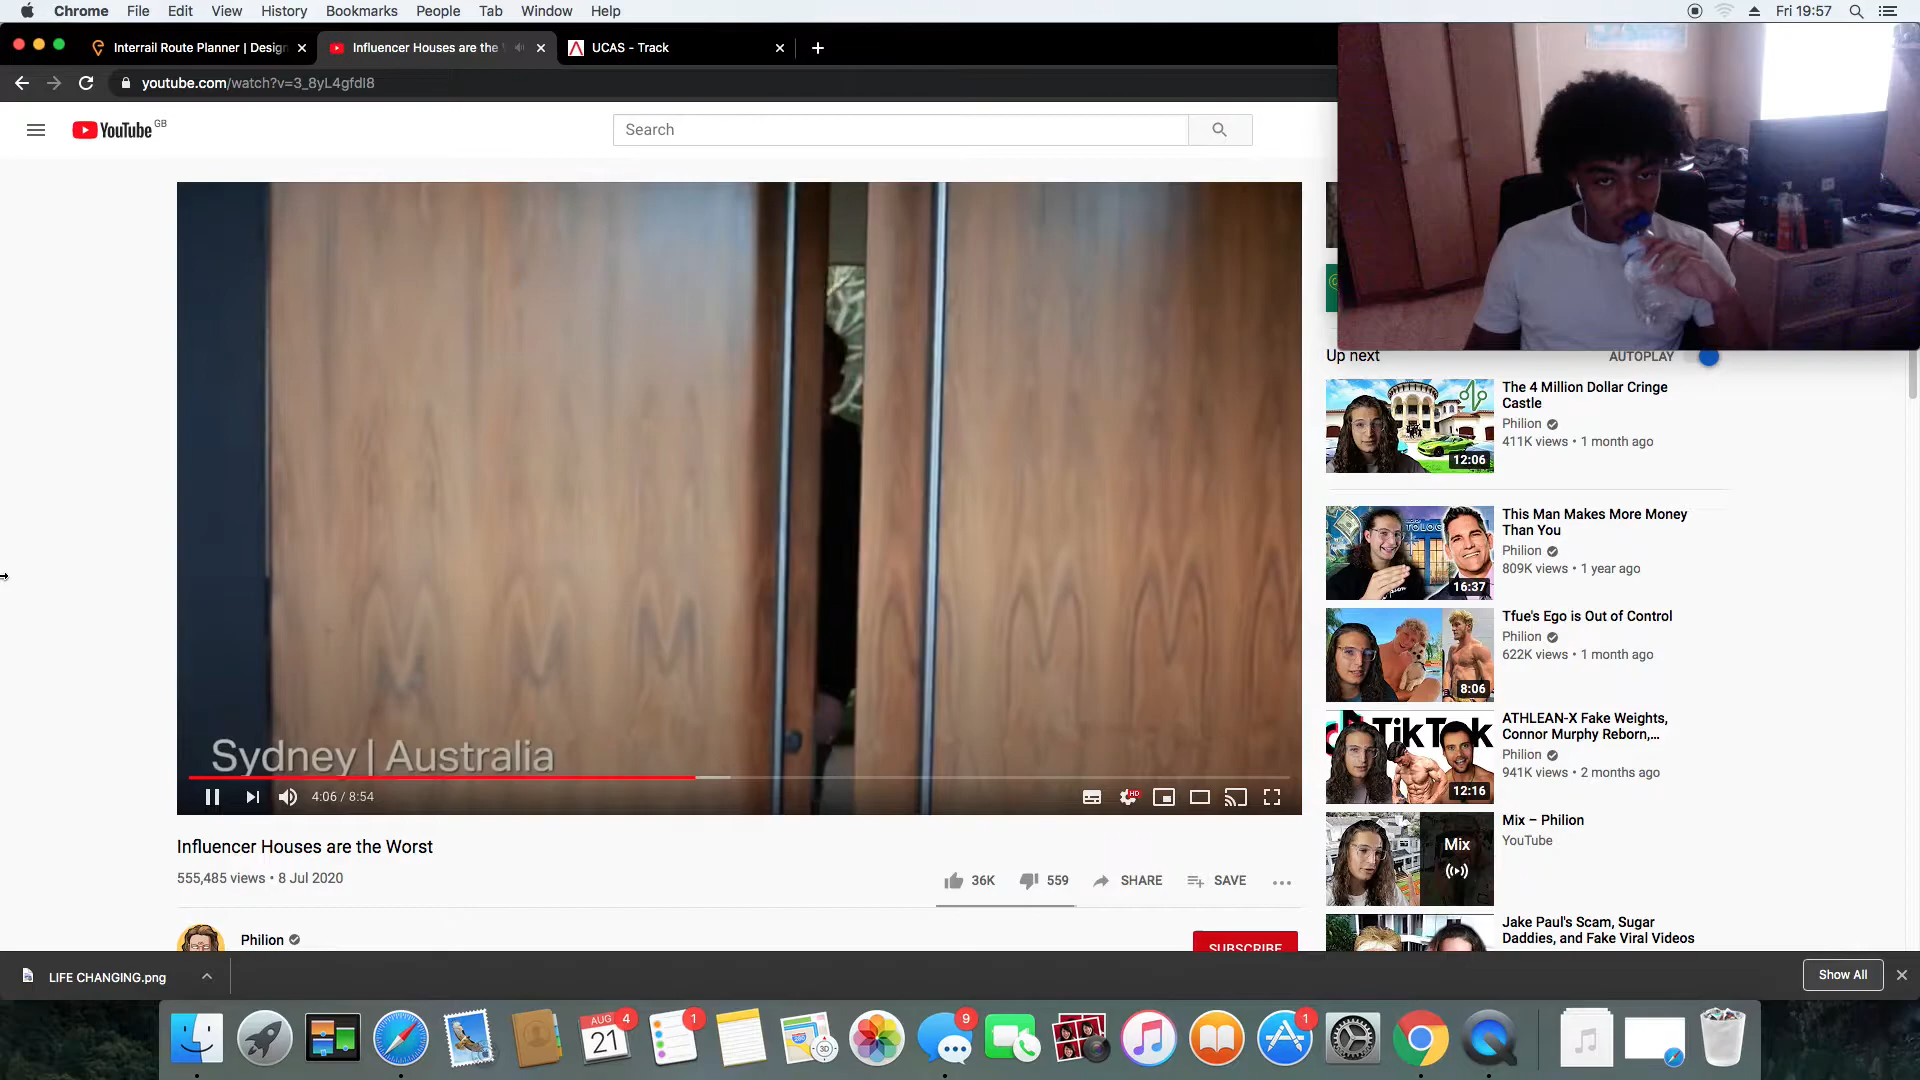 Chrome File Edit View History Bookmarks People Tab Window Help Fri 19:57
Interrail Route Planner | Design Influencer Houses are the UCAS - Track
youtube.com/watch?v=3_8yL4gfdI8
YouTube GB Search
Sydney | Australia
4:06 / 8:54
HD
Influencer Houses are the Worst
555,485 views • 8 Jul 2020
36K 559 SHARE SAVE
Philion
SUBSCRIBE
Up next AUTOPLAY
The 4 Million Dollar Cringe
Castle
Philion
411K views • 1 month ago
12:06
This Man Makes More Money
Than You
Philion
809K views • 1 year ago
16:37
Tfue's Ego is Out of Control
Philion
622K views • 1 month ago
8:06
TikTok
ATHLEAN-X Fake Weights,
Connor Murphy Reborn,...
Philion
941K views • 2 months ago
12:16
Mix – Philion
YouTube
Mix
Jake Paul's Scam, Sugar
Daddies, and Fake Viral Videos
LIFE CHANGING.png Show All
AUG
21
4
1
3D
9
1